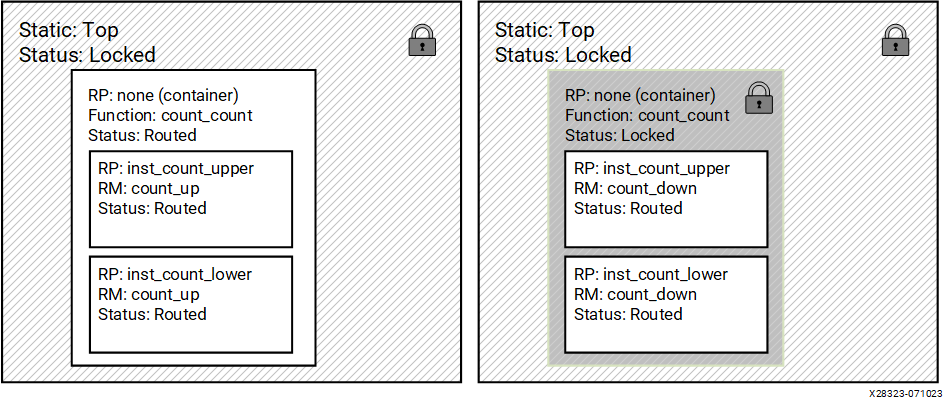 Static: Top
Status: Locked
RP: none (container)
Function: count_count
Status: Routed
RP: inst_count_upper
RM: count_up
Status: Routed
RP: inst_count_lower
RM: count_up
Status: Routed
Static: Top
Status: Locked
RP: none (container)
Function: count_count
Status: Locked
RP: inst_count_upper
RM: count_down
Status: Routed
RP: inst_count_lower
RM: count_down
Status: Routed
X28323-071023